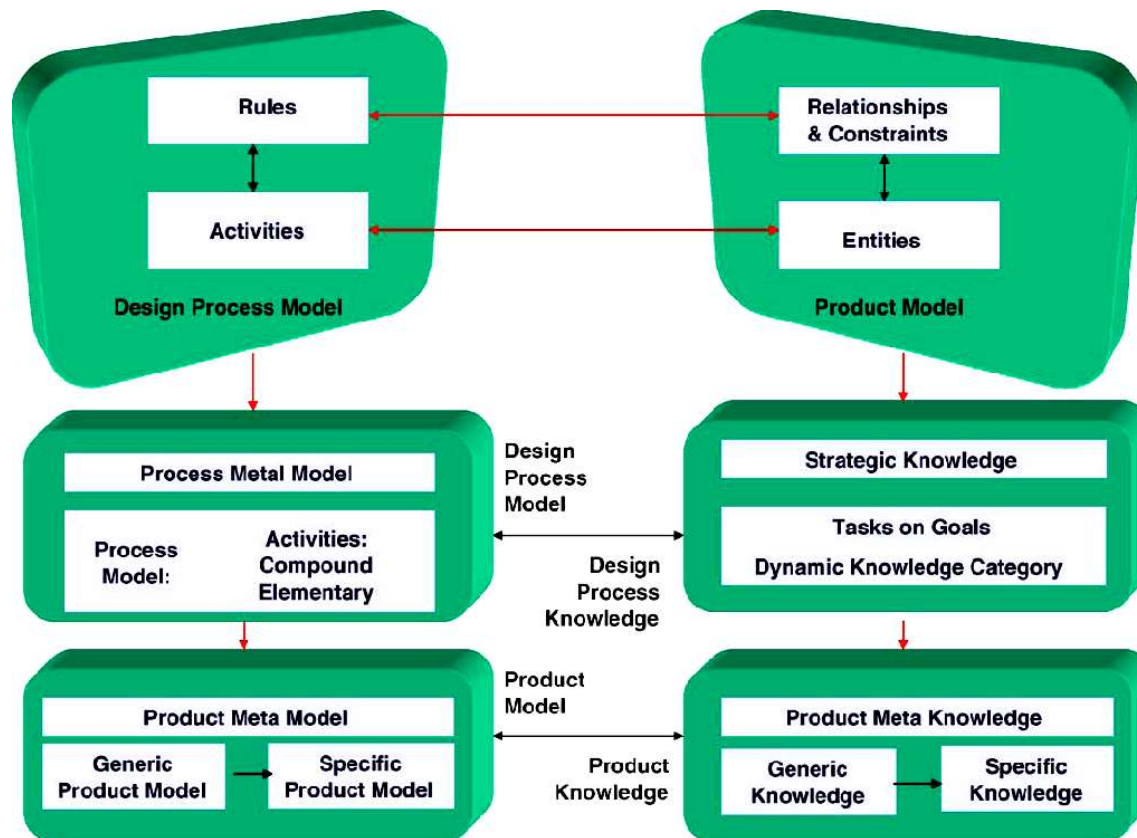 Rules
Relationships
& Constraints
Activities
Entities
Design Process Model
Product Model
Process Metal Model
Process
Model:
Activities:
Compound
Elementary
Design
Process
Model
Design
Process
Knowledge
Strategic Knowledge
Tasks on Goals
Dynamic Knowledge Category
Product Meta Model
Generic
Product Model
Specific
Product Model
Product
Model
Product
Knowledge
Product Meta Knowledge
Generic
Knowledge
Specific
Knowledge